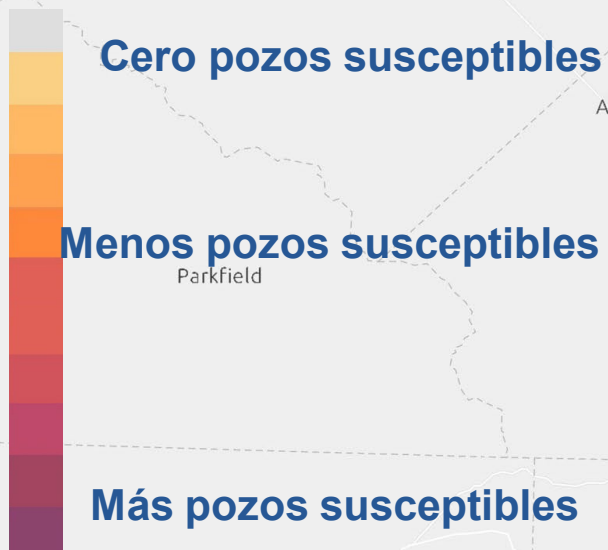 Cero pozos susceptibles
A
Menos pozos susceptibles
Parkfield
Más pozos susceptibles